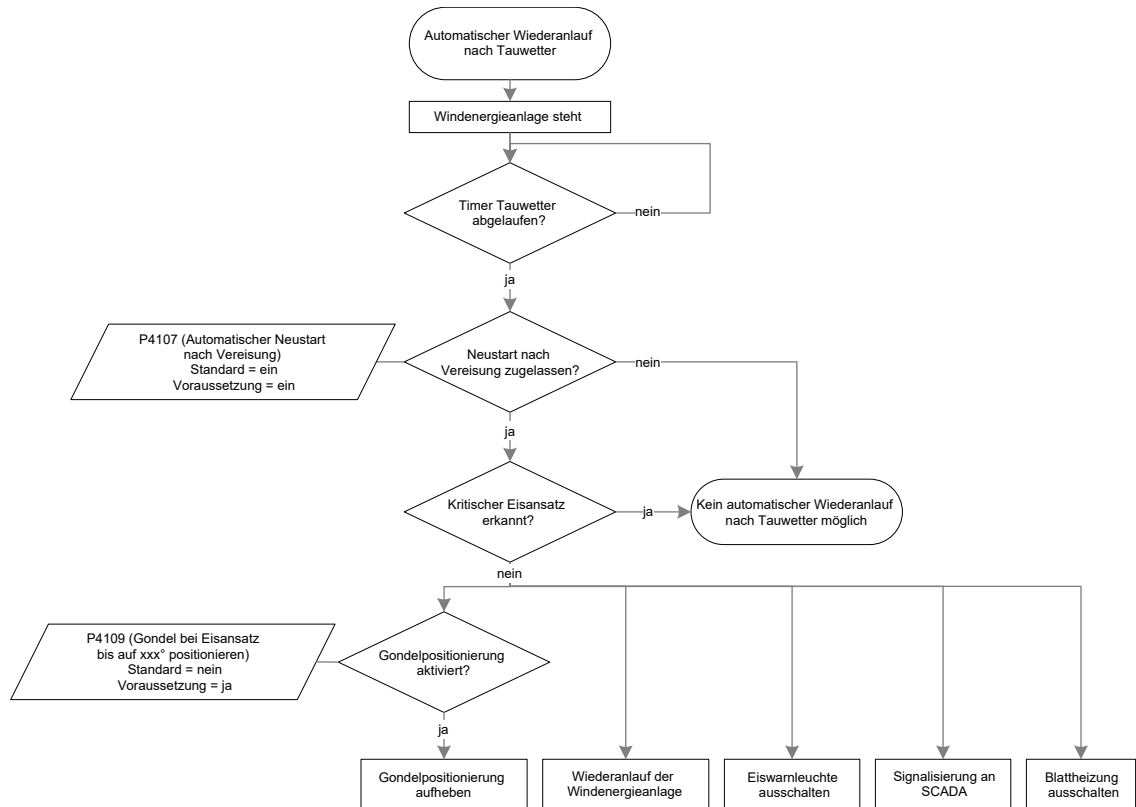 Automatischer Wiederanlauf
nach Tauwetter
Windenergieanlage steht
Timer Tauwetter
abgelaufen?
nein
ja
P4107 (Automatischer Neustart
nach Vereisung)
Standard = ein
Voraussetzung = ein
Neustart nach
Vereisung zugelassen?
nein
ja
Kritischer Eisansatz
erkannt?
ja
Kein automatischer Wiederanlauf
nach Tauwetter möglich
nein
P4109 (Gondel bei Eisansatz
bis auf xxx° positionieren)
Standard = nein
Voraussetzung = ja
Gondelpositionierung
aktiviert?
ja
Gondelpositionierung
aufheben
Wiederanlauf der
Windenergieanlage
Eiswarnleuchte
ausschalten
Signalisierung an
SCADA
Blattheizung
ausschalten